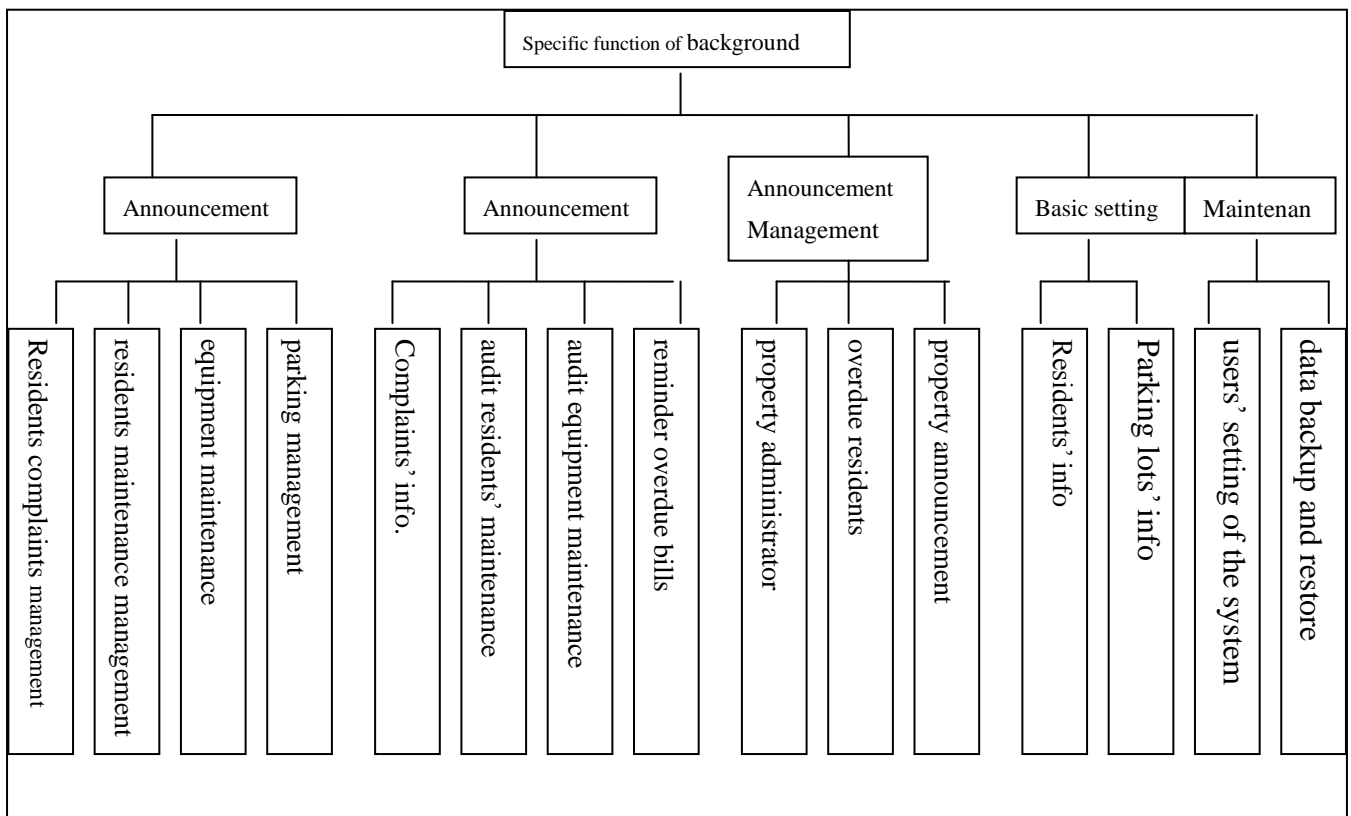 Specific function of background
Announcement
Announcement
Announcement
Management
Basic setting
Maintenan
Residents complaints management
residents maintenance management
equipment maintenance
parking management
Complaints’ info.
audit residents’ maintenance
audit equipment maintenance
reminder overdue bills
property administrator
overdue residents
property announcement
Residents’ info
Parking lots’ info
users’ setting of the system
data backup and restore